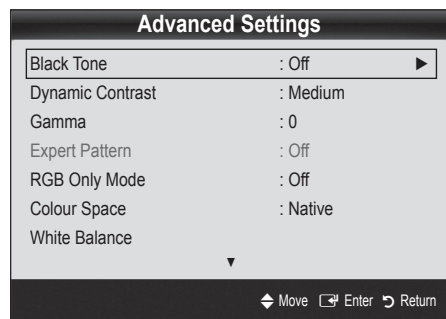 Advanced Settings
Black Tone : Off ▶
Dynamic Contrast : Medium
Gamma : 0
Expert Pattern : Off
RGB Only Mode : Off
Colour Space : Native
White Balance
▼
Move Enter Return